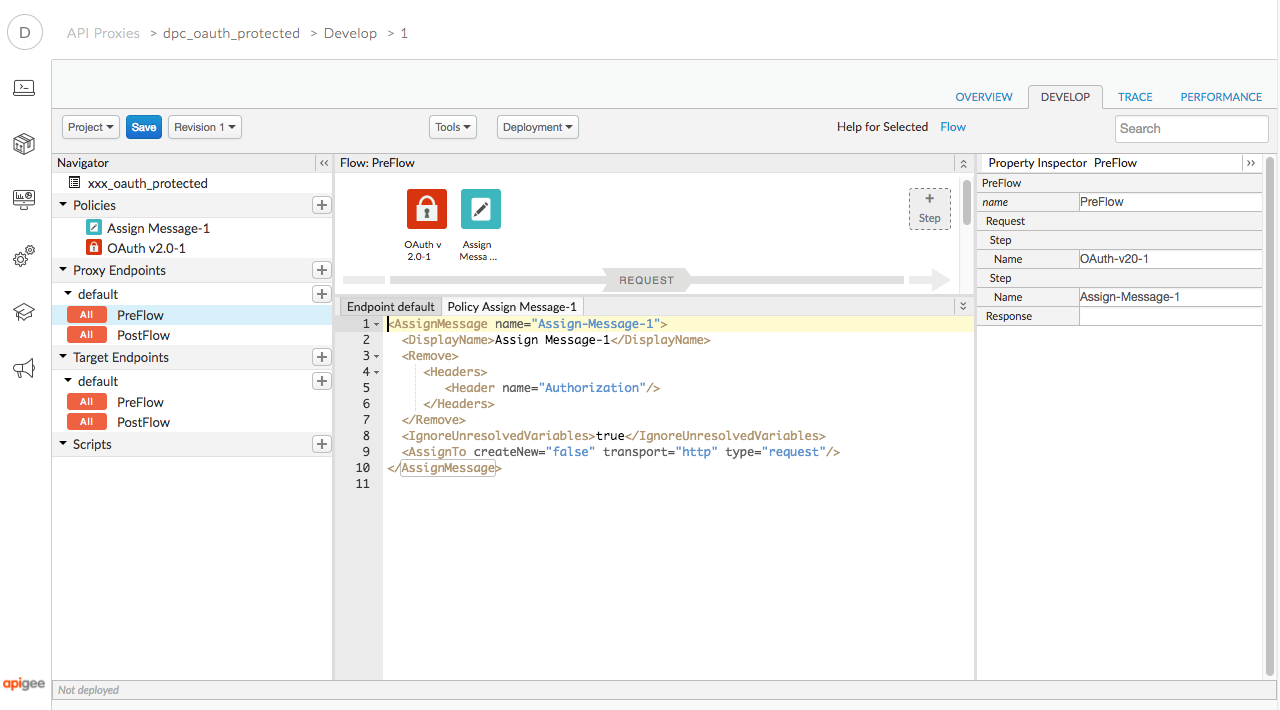 D
API Proxies > dpc_oauth_protected > Develop > 1
OVERVIEW DEVELOP TRACE PERFORMANCE
Project Save Revision 1 Tools Deployment Help for Selected Flow Search
Navigator
xxx_oauth_protected
Policies
Assign Message-1
OAuth v2.0-1
Proxy Endpoints
default
All PreFlow
All PostFlow
Target Endpoints
default
All PreFlow
All PostFlow
Scripts
Flow: PreFlow
OAuth v
2.0-1
Assign
Messa ...
+
Step
REQUEST
Endpoint default Policy Assign Message-1
1 <AssignMessage name="Assign-Message-1">
2 <DisplayName>Assign Message-1</DisplayName>
3 <Remove>
4 <Headers>
5 <Header name="Authorization"/>
6 </Headers>
7 </Remove>
8 <IgnoreUnresolvedVariables>true</IgnoreUnresolvedVariables>
9 <AssignTo createNew="false" transport="http" type="request"/>
10 </AssignMessage>
11
Property Inspector PreFlow
PreFlow
name PreFlow
Request
Step
Name OAuth-v20-1
Step
Name Assign-Message-1
Response
apigee
Not deployed